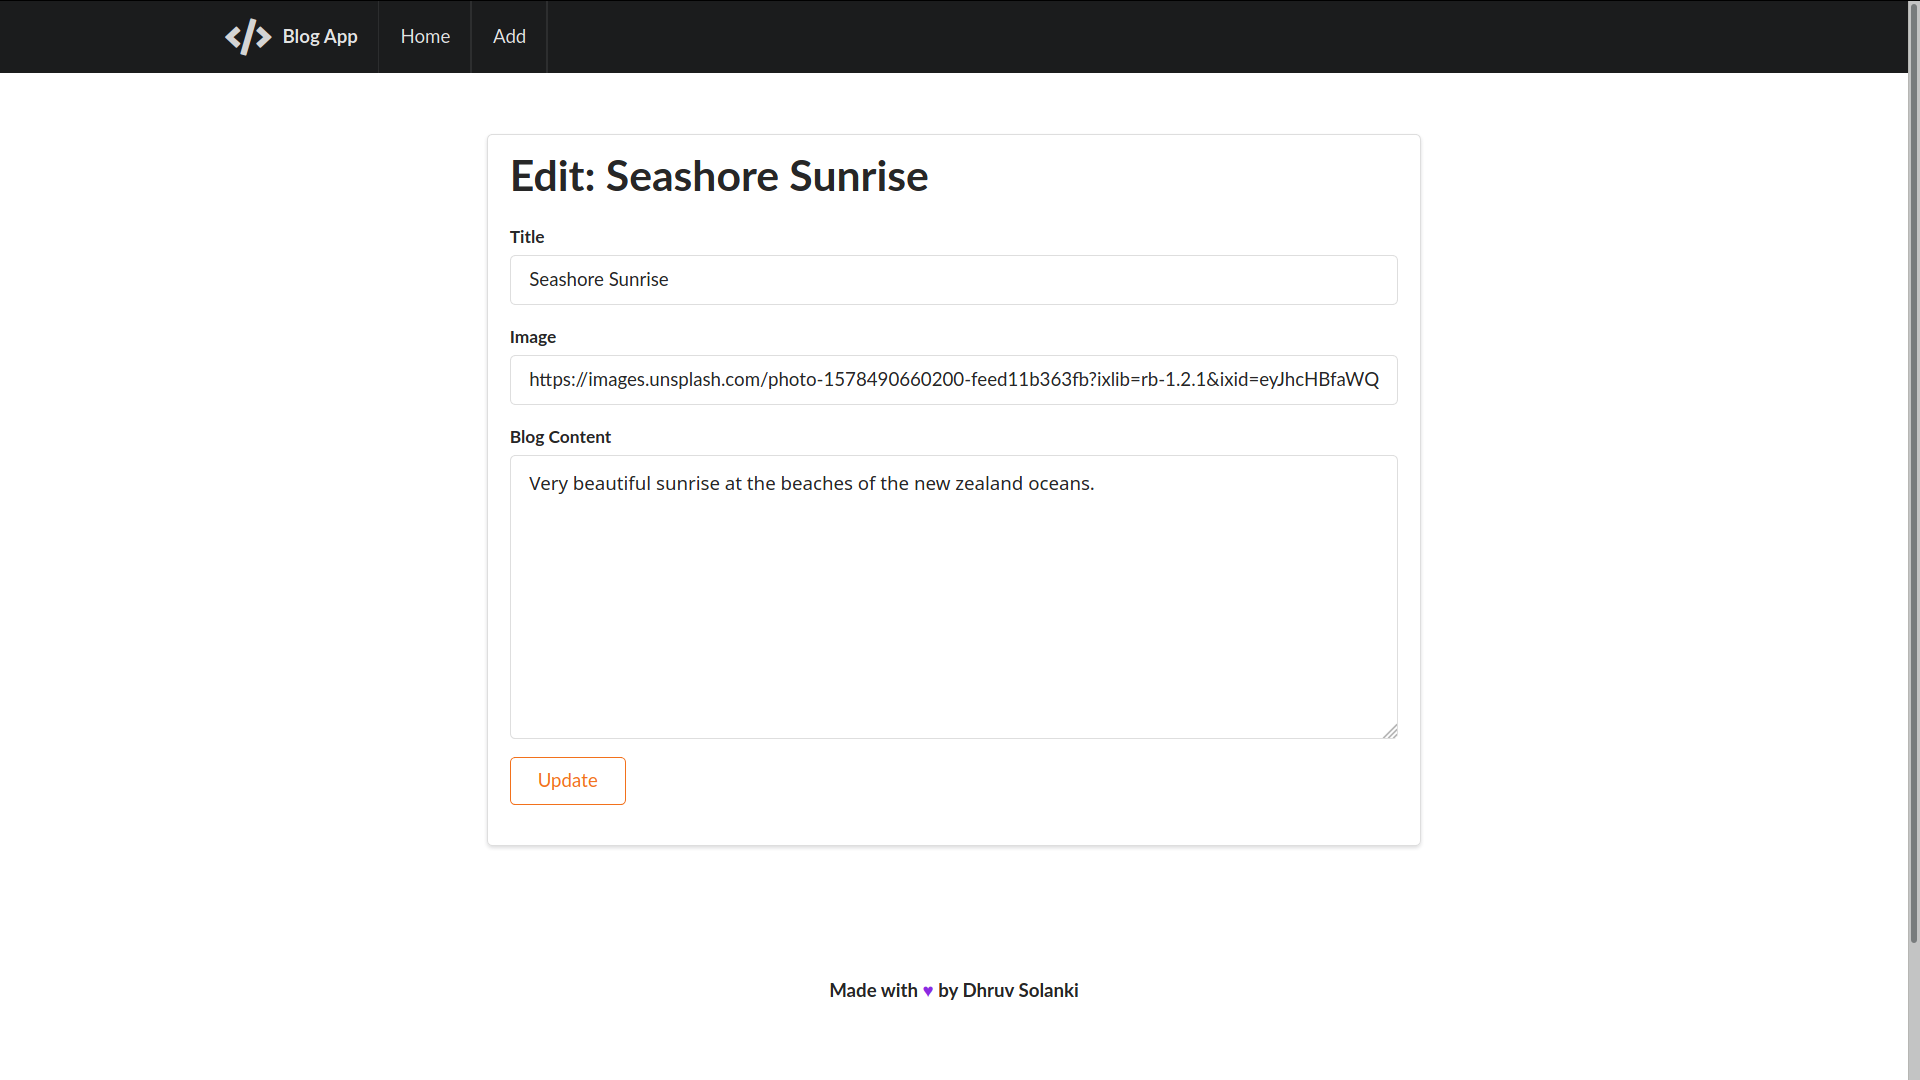 Blog App Home Add
Edit: Seashore Sunrise
Title
Seashore Sunrise
Image
https://images.unsplash.com/photo-1578490660200-feed11b363fb?ixlib=rb-1.2.1&ixid=eyJhcHBfaWQ
Blog Content
Very beautiful sunrise at the beaches of the new zealand oceans.
Update
Made with ♥ by Dhruv Solanki